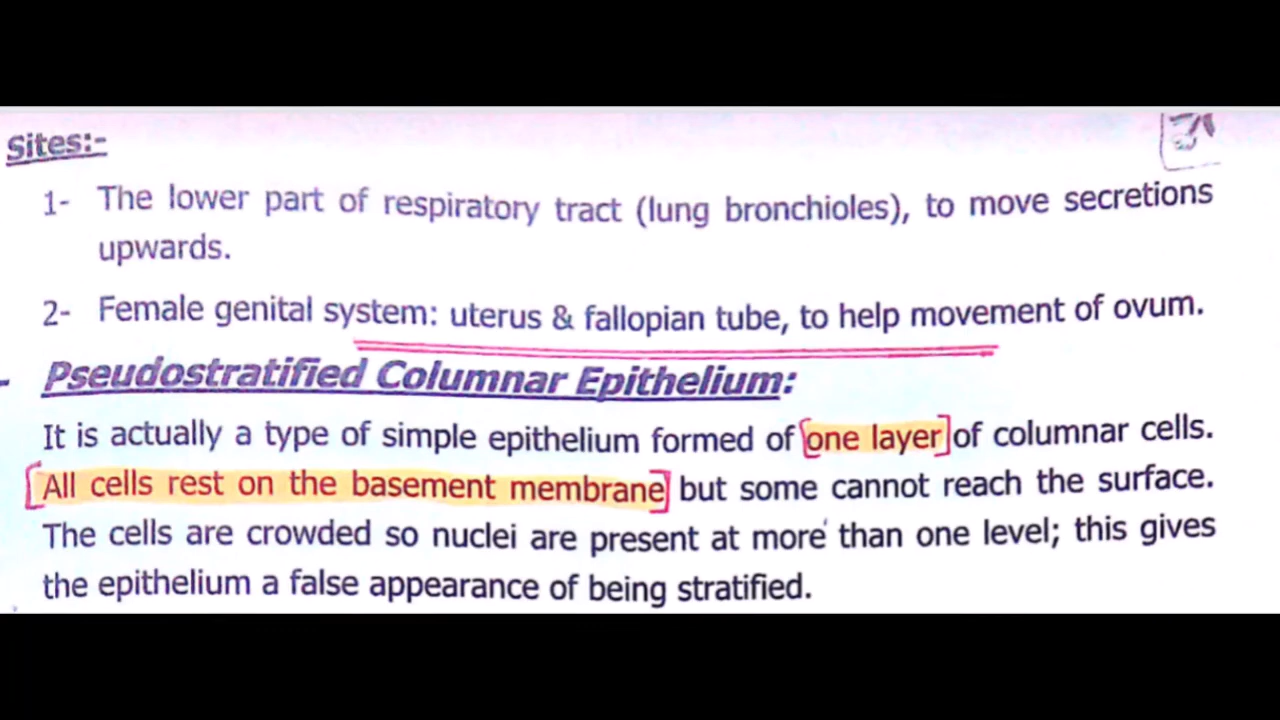 Sites:-
1- The lower part of respiratory tract (lung bronchioles), to move secretions
upwards.
2- Female genital system: uterus & fallopian tube, to help movement of ovum.
Pseudostratified Columnar Epithelium:
It is actually a type of simple epithelium formed of [one layer] of columnar cells.
[All cells rest on the basement membrane] but some cannot reach the surface.
The cells are crowded so nuclei are present at more than one level; this gives
the epithelium a false appearance of being stratified.